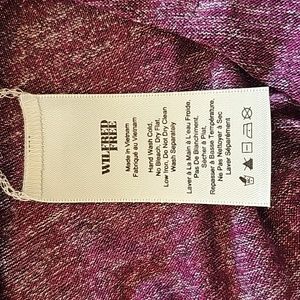 WILFRED
FREE
Made in Vietnam
Fabriqué au Vietnam
Hand Wash Cold,
No Bleach, Dry Flat,
Low Iron, Do Not Dry Clean
Wash Separately
Laver à La Main à L'eau Froide,
Pas De Blanchiment,
Sécher à Plat,
Repasser à Basse Température,
Ne Pas Nettoyer à Sec
Laver Séparément